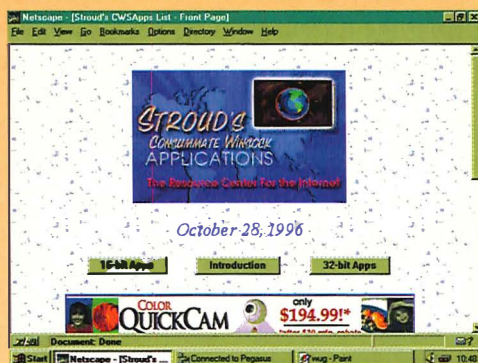 Netscape - [Stroud's CWSApps List - Front Page]
File Edit View Go Bookmarks Options Directory Window Help
STROUD'S
CONSUMMATE WINSOCK
APPLICATIONS
The Resource Center For the Internet
October 28, 1996
16-bit Apps Introduction 32-bit Apps
COLOR
QUICKCAM
only
$194.99!*
Document: Done
Start Netscape - [Stroud's ... Connected to Pegasus wug - Paint 10:48